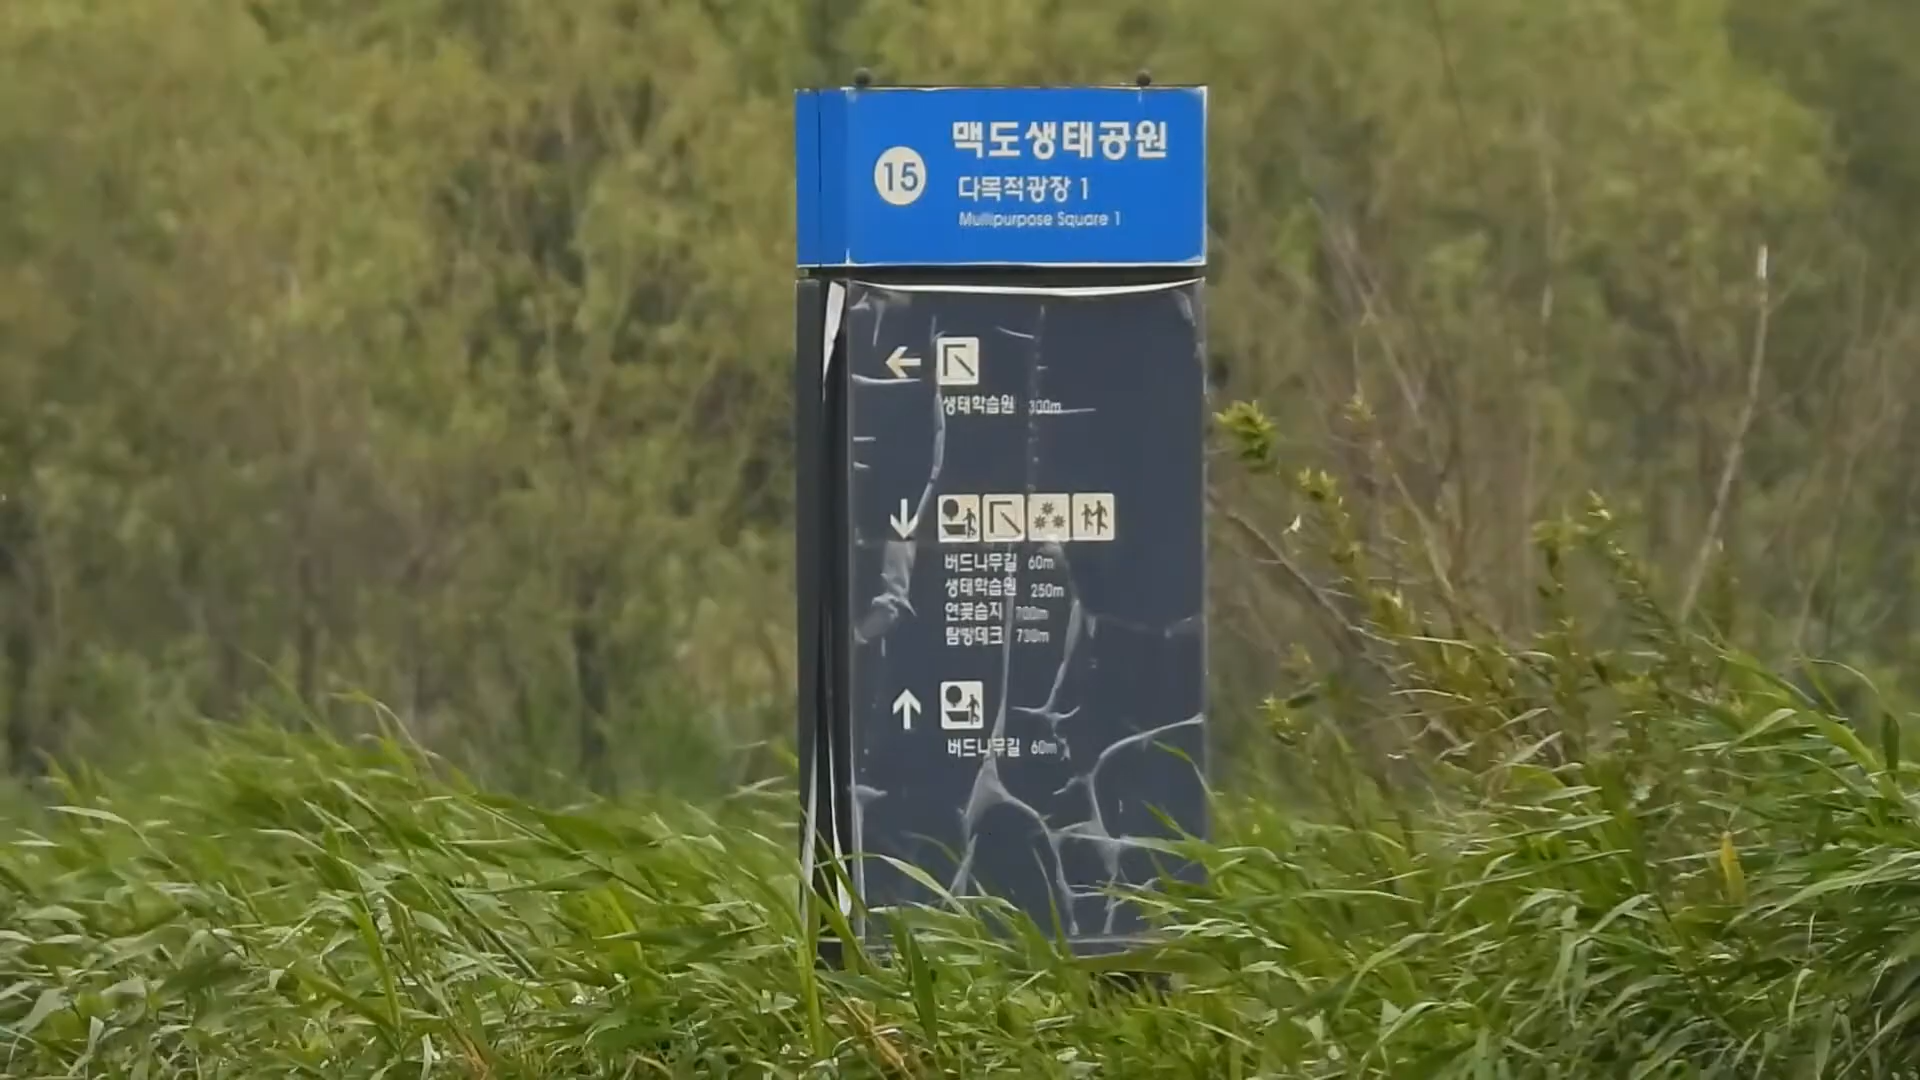 15
맥도생태공원
다목적광장 1
Multipurpose Square 1
생태학습원 300m
버드나무길 60m
생태학습원 250m
연꽃습지 700m
탐방데크 730m
버드나무길 60m